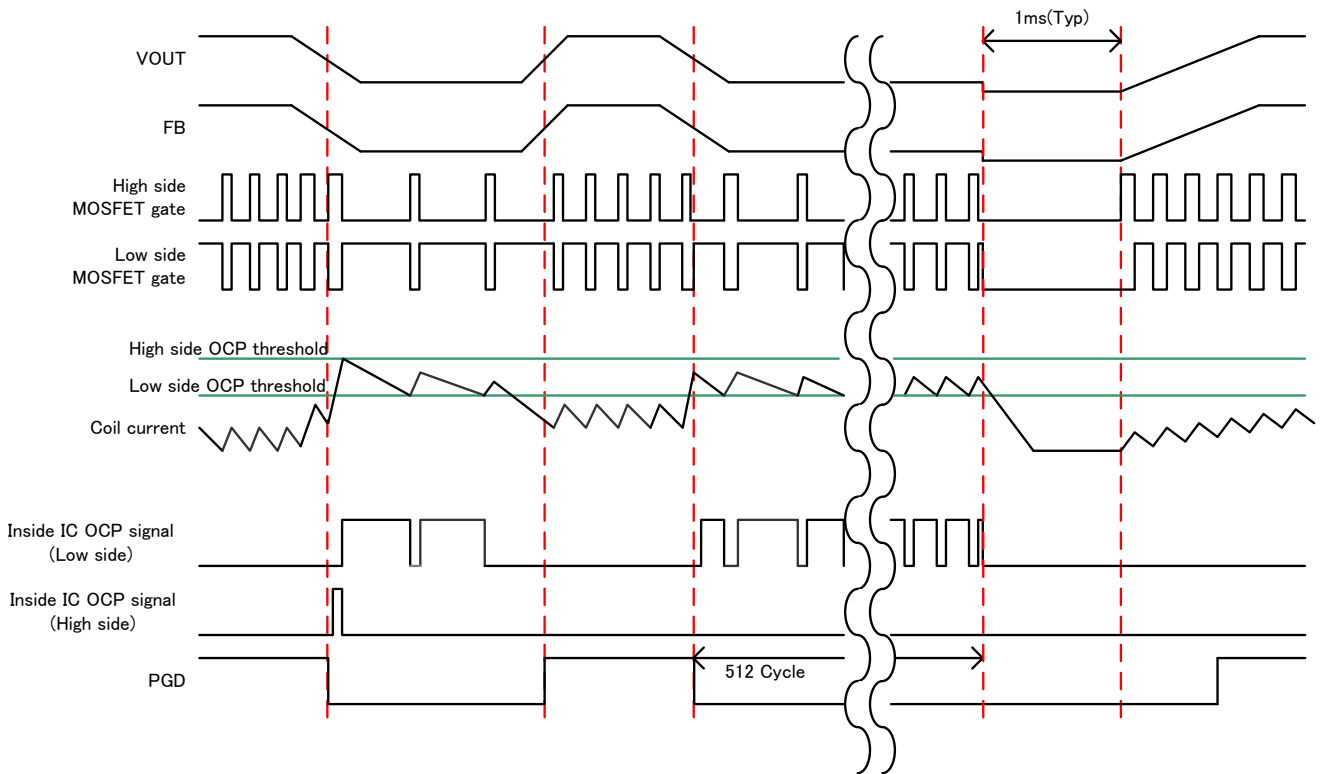 1ms(Typ)
VOUT
FB
High side
MOSFET gate
Low side
MOSFET gate
High side OCP threshold
Low side OCP threshold
Coil current
Inside IC OCP signal
(Low side)
Inside IC OCP signal
(High side)
PGD
512 Cycle